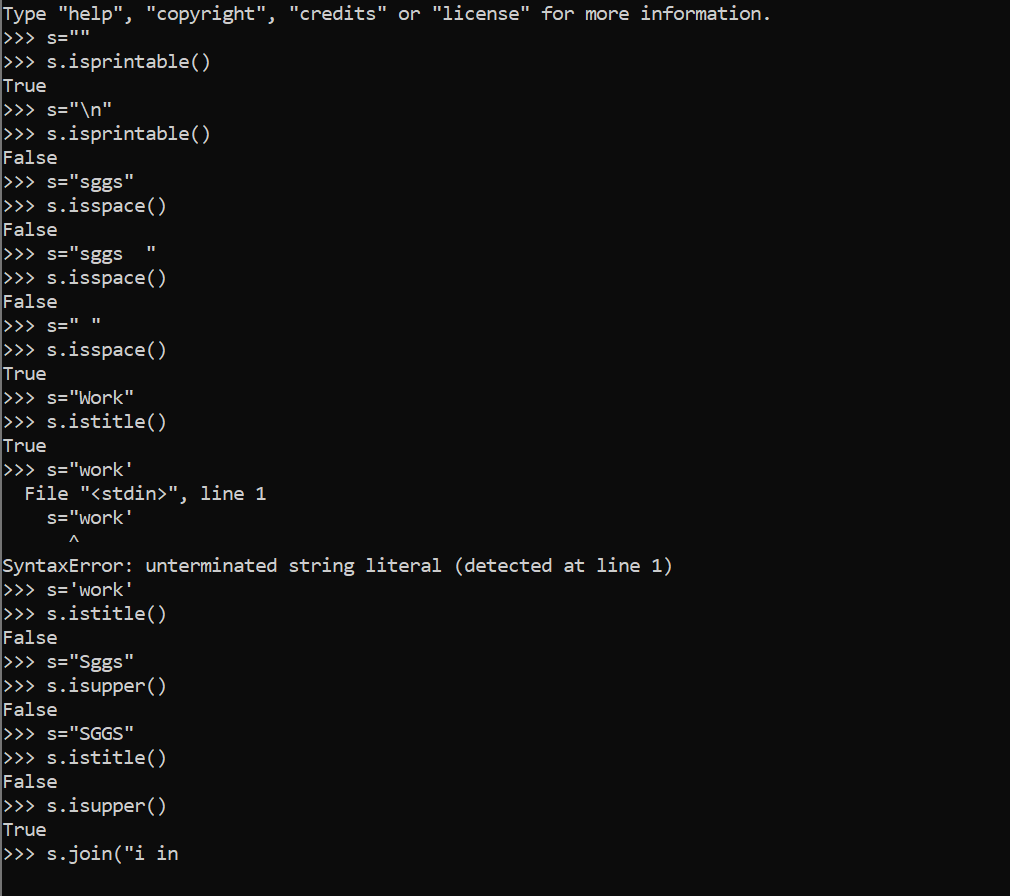 Type "help", "copyright", "credits" or "license" for more information.
>>> s=""
>>> s.isprintable()
True
>>> s="\n"
>>> s.isprintable()
False
>>> s="sggs"
>>> s.isspace()
False
>>> s="sggs  "
>>> s.isspace()
False
>>> s=" "
>>> s.isspace()
True
>>> s="Work"
>>> s.istitle()
True
>>> s="work'
  File "<stdin>", line 1
    s="work'
      ^
SyntaxError: unterminated string literal (detected at line 1)
>>> s='work'
>>> s.istitle()
False
>>> s="Sggs"
>>> s.isupper()
False
>>> s="SGGS"
>>> s.istitle()
False
>>> s.isupper()
True
>>> s.join("i in